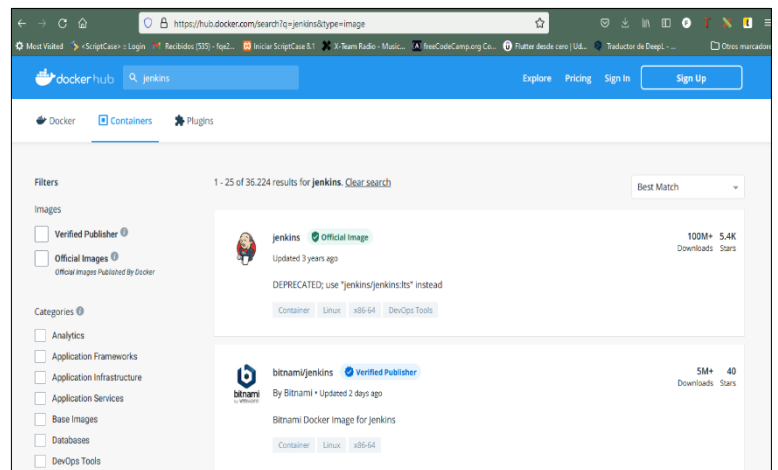 https://hub.docker.com/search?q=jenkins&type=image
Most Visited <ScriptCase> :: Login Recibidos (535) - fqe2... Iniciar ScriptCase 8.1 X-Team Radio - Music... freeCodeCamp.org Co... Flutter desde cero | Ud... Traductor de DeepL - ... Otros marcadores
docker hub jenkins Explore Pricing Sign In Sign Up
Docker Containers Plugins
Filters
1 - 25 of 36.224 results for jenkins. Clear search
Best Match
Images
Verified Publisher
Official Images
Official Images Published By Docker
Categories
Analytics
Application Frameworks
Application Infrastructure
Application Services
Base Images
Databases
DevOps Tools
jenkins Official Image
Updated 3 years ago
DEPRECATED; use "jenkins/jenkins:lts" instead
Container Linux x86-64 DevOps Tools
100M+ 5.4K
Downloads Stars
bitnami
bitnami/jenkins Verified Publisher
By Bitnami • Updated 2 days ago
Bitnami Docker Image for Jenkins
Container Linux x86-64
5M+ 40
Downloads Stars